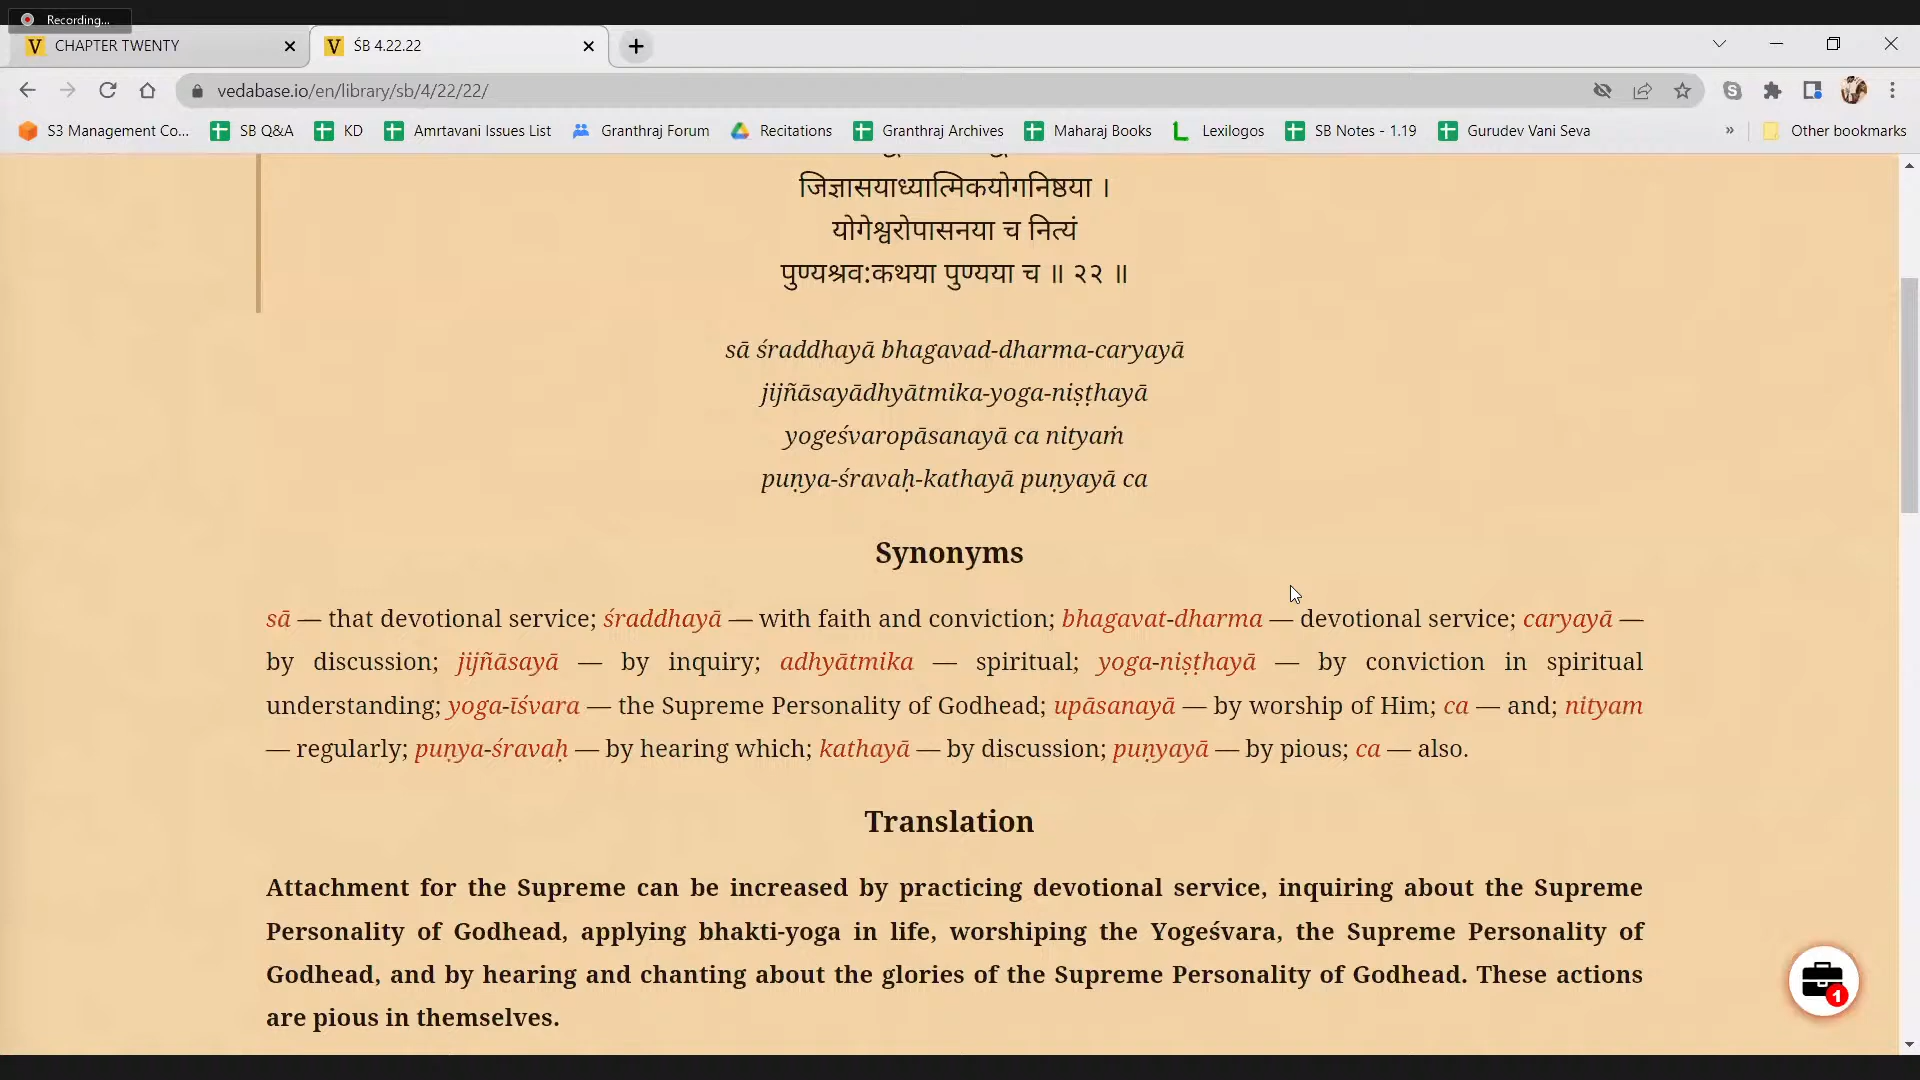 Recording...
CHAPTER TWENTY
ŚB 4.22.22
vedabase.io/en/library/sb/4/22/22/
S3 Management Co... SB Q&A KD Amrtavani Issues List Granthraj Forum Recitations Granthraj Archives Maharaj Books Lexilogos SB Notes - 1.19 Gurudev Vani Seva » Other bookmarks
जिज्ञासयाध्यात्मिकयोगनिष्ठया ।
योगेश्वरोपासनया च नित्यं
पुण्यश्रव:कथया पुण्यया च ॥ २२ ॥
sā śraddhayā bhagavad-dharma-caryayā
jijñāsayādhyātmika-yoga-niṣṭhayā
yogeśvaropāsanayā ca nityaṁ
puṇya-śravaḥ-kathayā puṇyayā ca
Synonyms
sā — that devotional service; śraddhayā — with faith and conviction; bhagavat-dharma — devotional service; caryayā —
by discussion; jijñāsayā — by inquiry; adhyātmika — spiritual; yoga-niṣṭhayā — by conviction in spiritual
understanding; yoga-īśvara — the Supreme Personality of Godhead; upāsanayā — by worship of Him; ca — and; nityam
— regularly; puṇya-śravaḥ — by hearing which; kathayā — by discussion; puṇyayā — by pious; ca — also.
Translation
Attachment for the Supreme can be increased by practicing devotional service, inquiring about the Supreme
Personality of Godhead, applying bhakti-yoga in life, worshiping the Yogeśvara, the Supreme Personality of
Godhead, and by hearing and chanting about the glories of the Supreme Personality of Godhead. These actions
are pious in themselves.
1